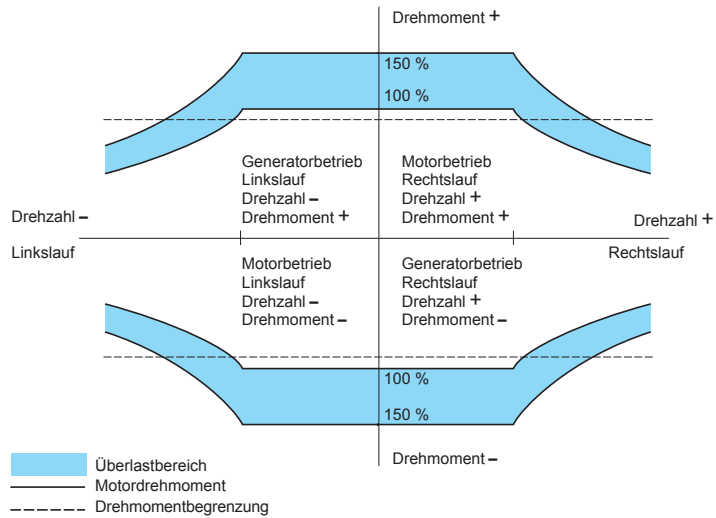 Drehmoment +
150 %
100 %
Generatorbetrieb
Linkslauf
Drehzahl –
Drehmoment +
Motorbetrieb
Rechtslauf
Drehzahl +
Drehmoment +
Drehzahl –
Drehzahl +
Linkslauf
Rechtslauf
Motorbetrieb
Linkslauf
Drehzahl –
Drehmoment –
Generatorbetrieb
Rechtslauf
Drehzahl +
Drehmoment –
100 %
150 %
Drehmoment –
Überlastbereich
Motordrehmoment
Drehmomentbegrenzung